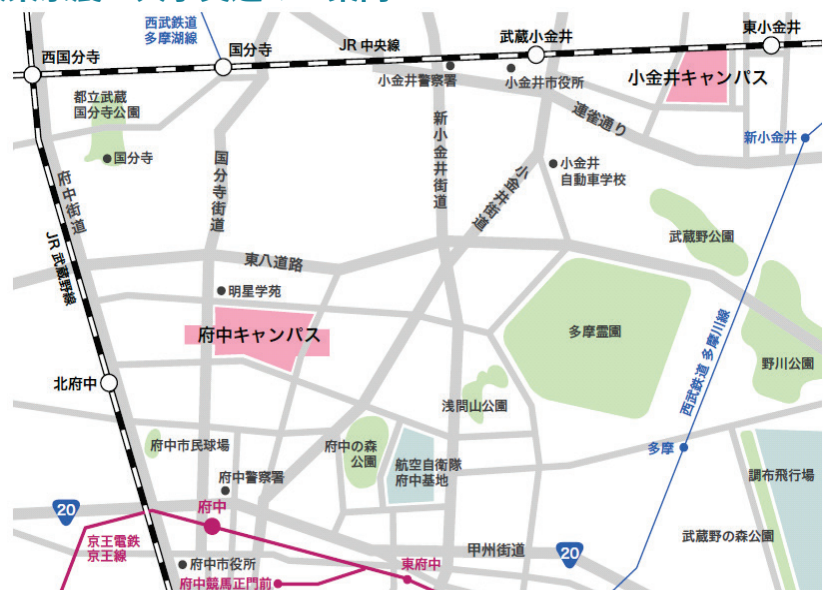 西武鉄道
多摩湖線
西国分寺
国分寺
JR 中央線
武蔵小金井
東小金井
小金井警察署
小金井市役所
小金井キャンパス
都立武蔵
国分寺公園
国分寺
府中街道
国分寺街道
新小金井街道
小金井街道
連雀通り
新小金井
小金井
自動車学校
JR 武蔵野線
東八道路
武蔵野公園
明星学苑
府中キャンパス
多摩霊園
西武鉄道 多摩川線
野川公園
北府中
浅間山公園
府中市民球場
府中の森
公園
航空自衛隊
府中基地
多摩
調布飛行場
府中警察署
20
府中
武蔵野の森公園
京王電鉄
京王線
甲州街道
20
府中市役所
東府中
府中競馬正門前